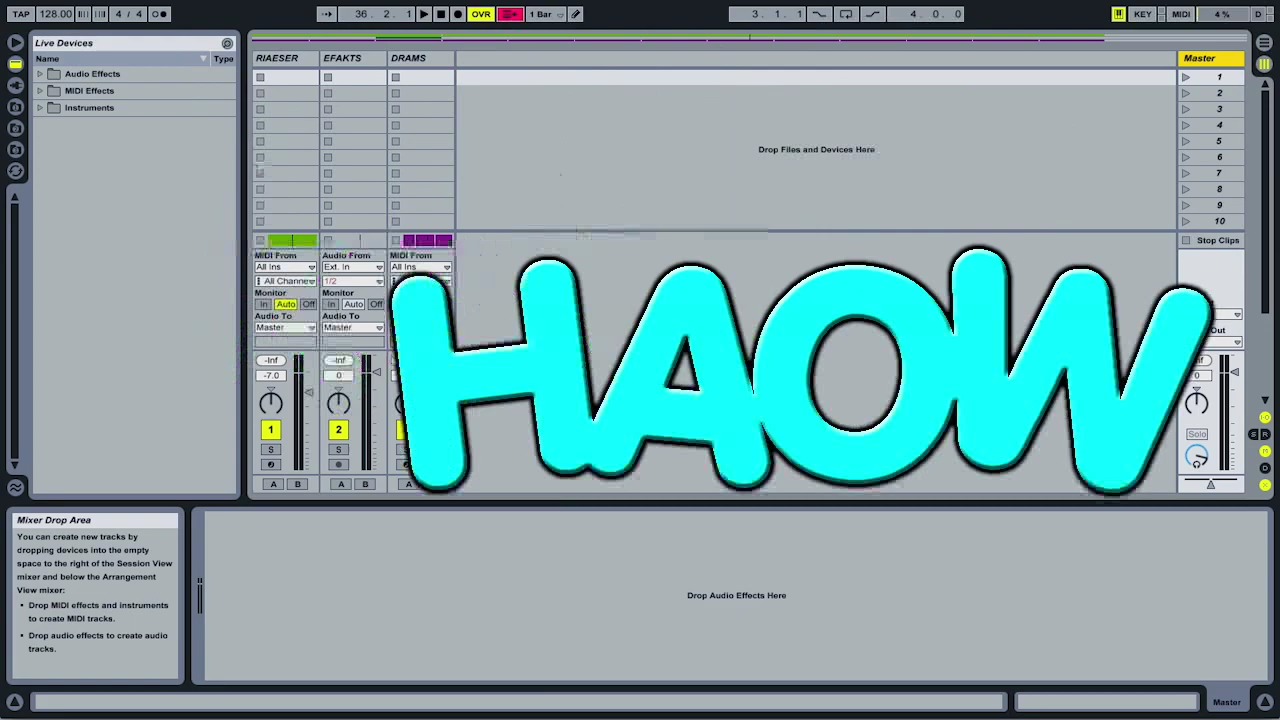 TAP 128.00 4 / 4 36. 2. 1 OVR 1 Bar 3. 1. 1 4. 0. 0 KEY MIDI 4 % D
Live Devices
Name Type
Audio Effects
MIDI Effects
Instruments
RIAESER EFAKTS DRAMS Master
1
2
3
4
5
6
7
8
9
10
Drop Files and Devices Here
Stop Clips
MIDI From Audio From MIDI From
All Ins Ext. In All Ins
All Channe 1/2
Monitor Monitor
In Auto Off In Auto Off
Audio To Audio To
Master Master
Out
-Inf -Inf
-7.0 0 0
1 2
Solo
S S S R
A B A B A
HAOW
Mixer Drop Area
You can create new tracks by
dropping devices into the empty
space to the right of the Session View
mixer and below the Arrangement
View mixer:
• Drop MIDI effects and instruments
to create MIDI tracks.
• Drop audio effects to create audio
tracks.
Drop Audio Effects Here
Master